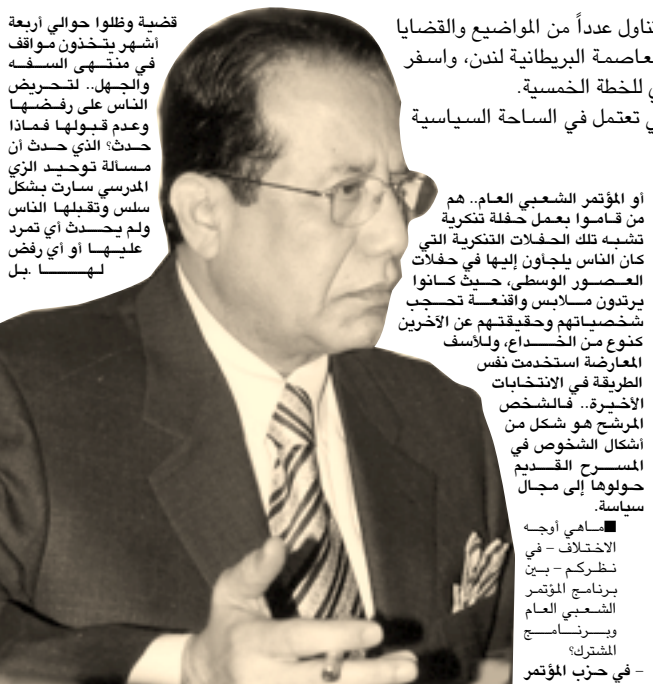 تناول عدداً من المواضيع والقضايا
عاصمة البريطانية لندن، واسفر
للخطة الخمسية.
تعتمل في الساحة السياسية
أو المؤتمر الشعبي العام.. هم
من قاموا بعمل حفلة تنكرية
تشبه تلك الحفلات التنكرية التي
كان الناس يلجأون إليها في حفلات
العصور الوسطى، حيث كانوا
يرتدون ملابس واقنعة تحجب
شخصياتهم وحقيقتهم عن الآخرين
كنوع من الخداع، وللأسف
المعارضة استخدمت نفس
الطريقة في الانتخابات
الأخيرة.. فالشخص
المرشح هو شكل من
أشكال الشخوص في
المسرح القديم
حولوها إلى مجال
سياسة.
■ماهي أوجه
الاختلاف - في
نظركم - بين
برنامج المؤتمر
الشعبي العام
وبرنامج
المشترك؟
- في حزب المؤتمر
قضية وظلوا حوالي أربعة
أشهر يتخذون مواقف
في منتهى السفه
والجهل.. لتحريض
الناس على رفضها
وعدم قبولها فماذا
حدث؟ الذي حدث أن
مسألة توحيد الزي
المدرسي سارت بشكل
سلس وتقبلها الناس
ولم يحدث أي تمرد
عليها أو أي رفض
لها .بل